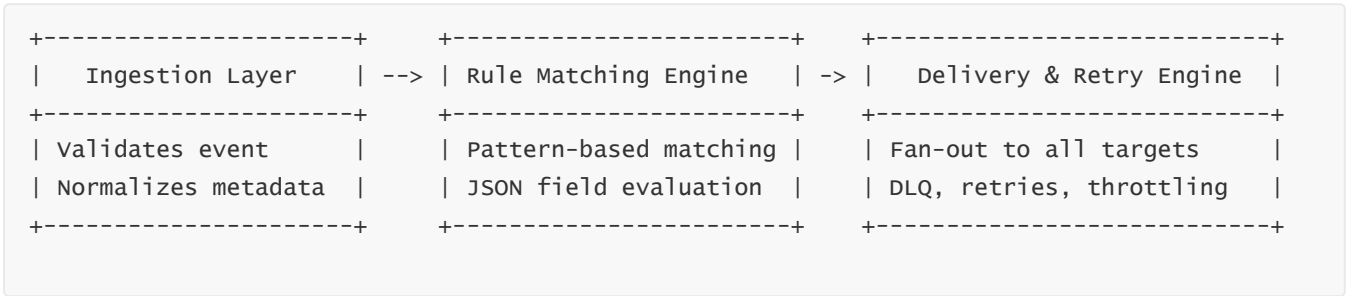 +----------------------+     +------------------------+    +----------------------------+
|    Ingestion Layer    | --> | Rule Matching Engine   | -> |   Delivery & Retry Engine  |
+----------------------+     +------------------------+    +----------------------------+
| Validates event      |     | Pattern-based matching |    | Fan-out to all targets     |
| Normalizes metadata  |     | JSON field evaluation  |    | DLQ, retries, throttling   |
+----------------------+     +------------------------+    +----------------------------+